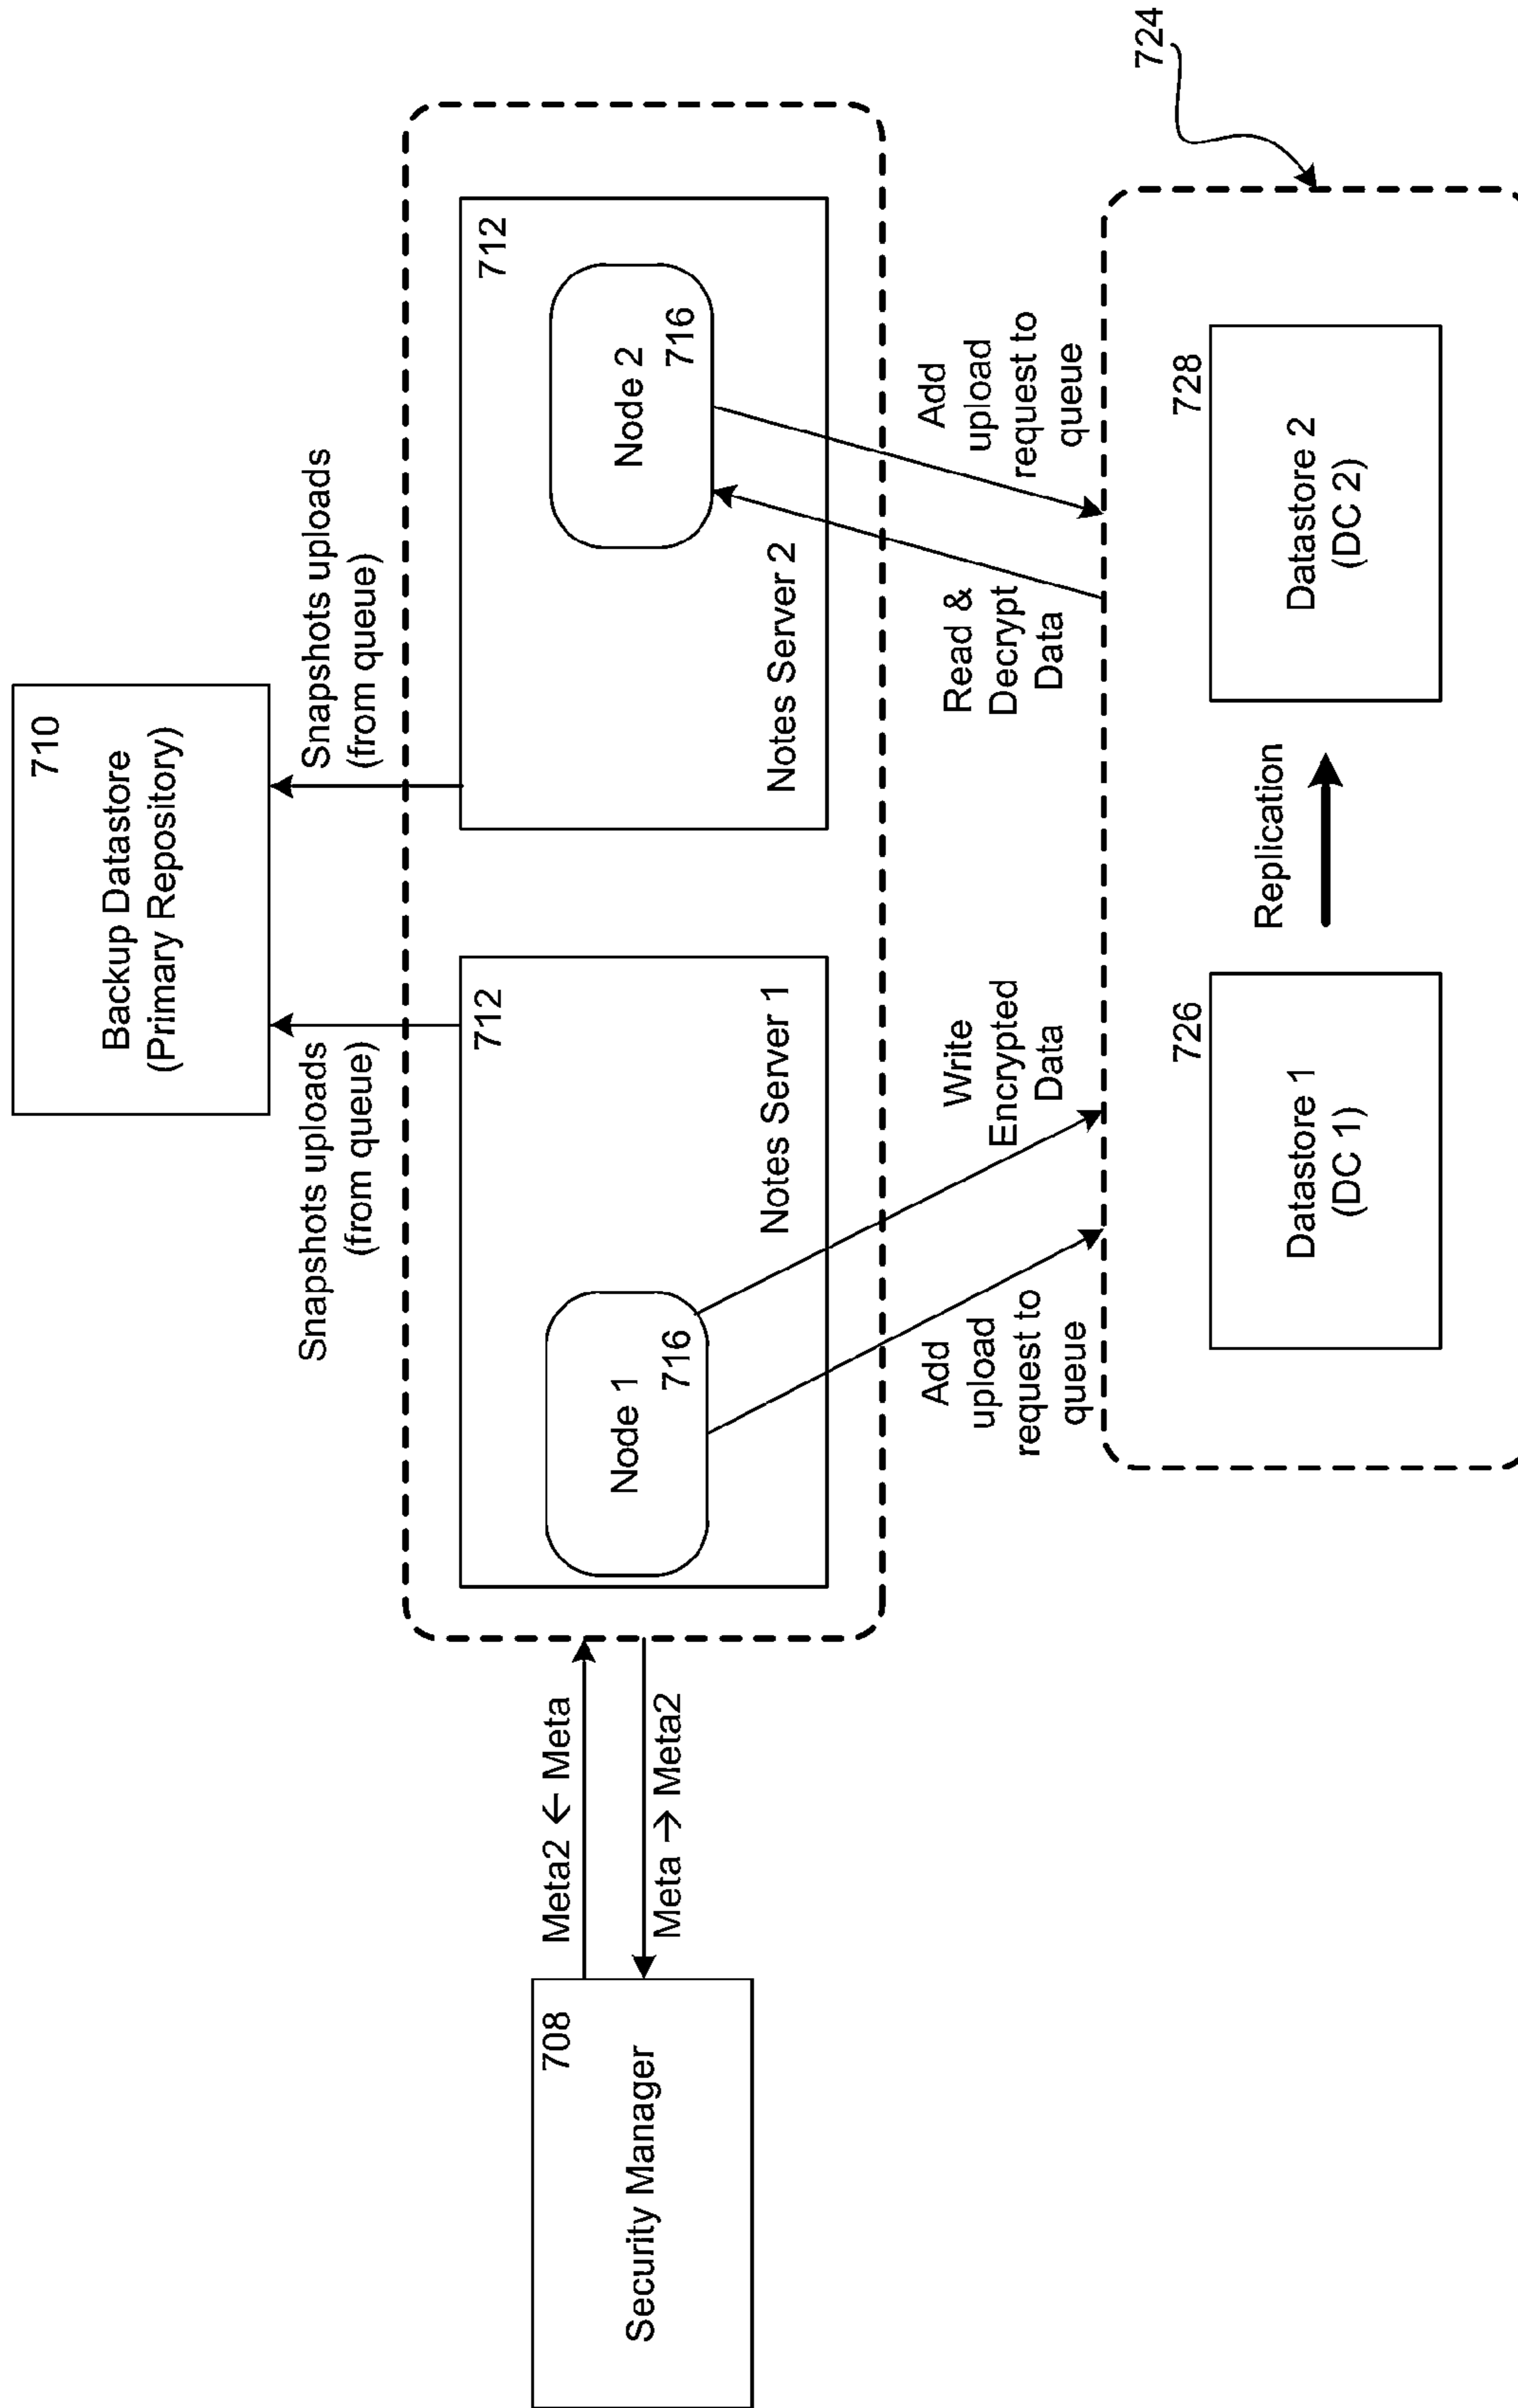 710
Backup Datastore
(Primary Repository)
Snapshots uploads
(from queue)
Snapshots uploads
(from queue)
708
Security Manager
Meta2 ← Meta
Meta → Meta2
712
Node 1
716
Notes Server 1
712
Node 2
716
Notes Server 2
Add
upload
request to
queue
Write
Encrypted
Data
Read &
Decrypt
Data
Add
upload
request to
queue
724
726
Datastore 1
(DC 1)
Replication
728
Datastore 2
(DC 2)